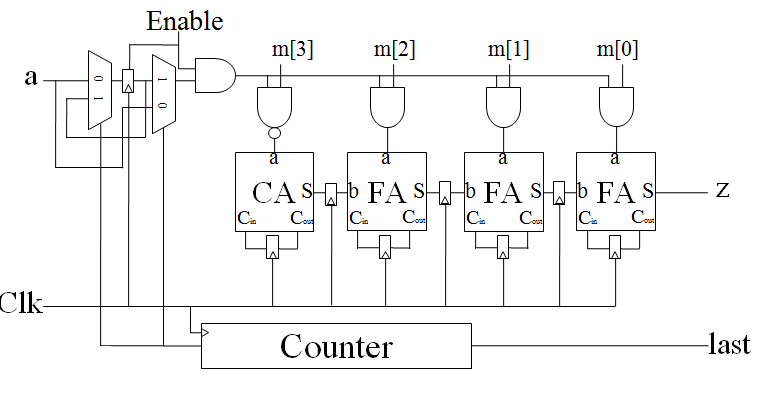 Enable
m[3] m[2] m[1] m[0]
a
0 1
1 0
a a a a
CA S b FA S b FA S b FA S z
Cin Cout Cin Cout Cin Cout Cin Cout
Clk
Counter last